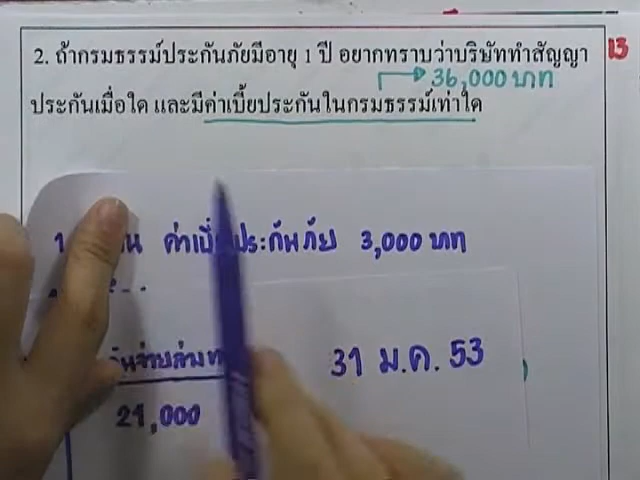 2. ถ้ากรมธรรม์ประกันภัยมีอายุ 1 ปี อยากทราบว่าบริษัททำสัญญา
13
36,000 บาท
ประกันเมื่อใด และมีค่าเบี้ยประกันในกรมธรรม์เท่าใด
1 ค่าเบี้ยประกันภัย 3,000 บาท
31 ม.ค. 53
21,000